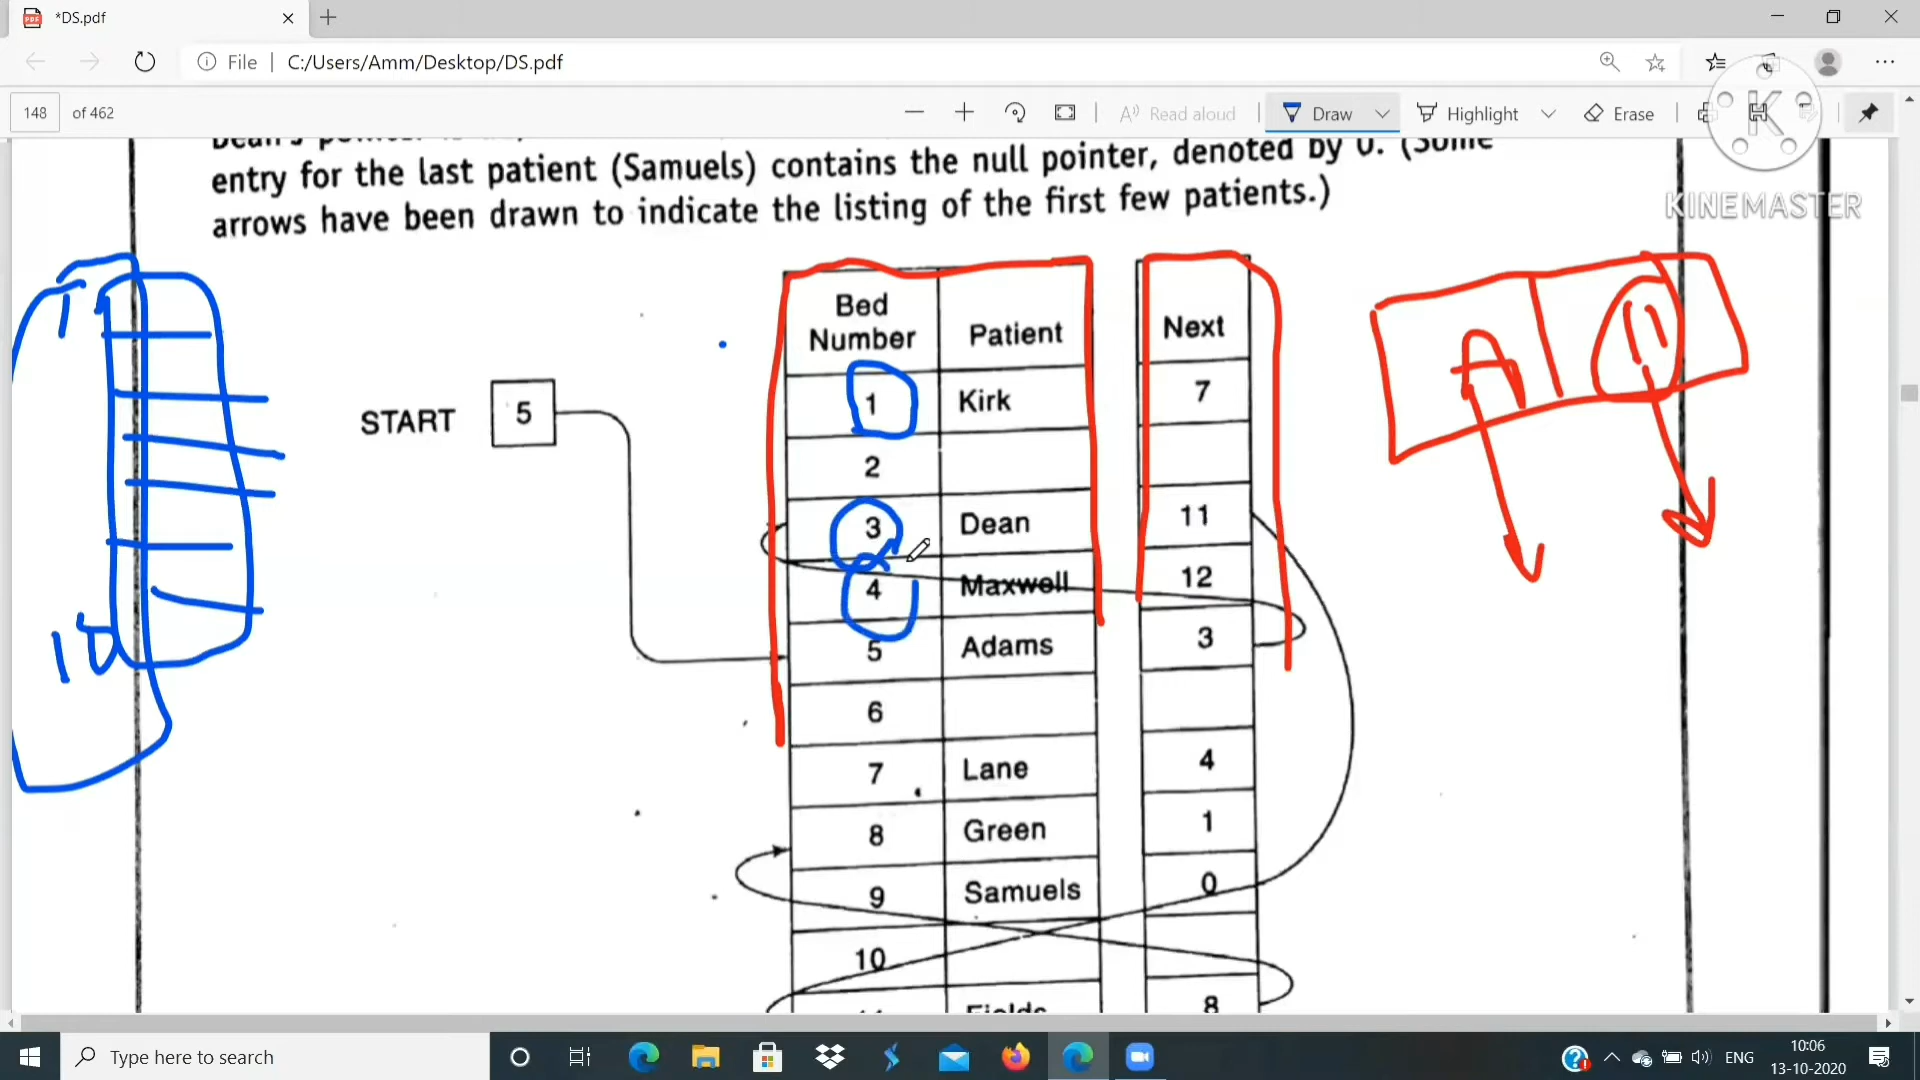 *DS.pdf
File | C:/Users/Amm/Desktop/DS.pdf
148 of 462
Read aloud
Draw
Highlight
Erase
K
KINEMASTER
entry for the last patient (Samuels) contains the null pointer, denoted by 0. (Some
arrows have been drawn to indicate the listing of the first few patients.)
START 5
Bed Number Patient Next
1 Kirk 7
2
3 Dean 11
4 Maxwell 12
5 Adams 3
6
7 Lane 4
8 Green 1
9 Samuels 0
10
8
1
10
A 11
Type here to search
ENG
10:06
13-10-2020